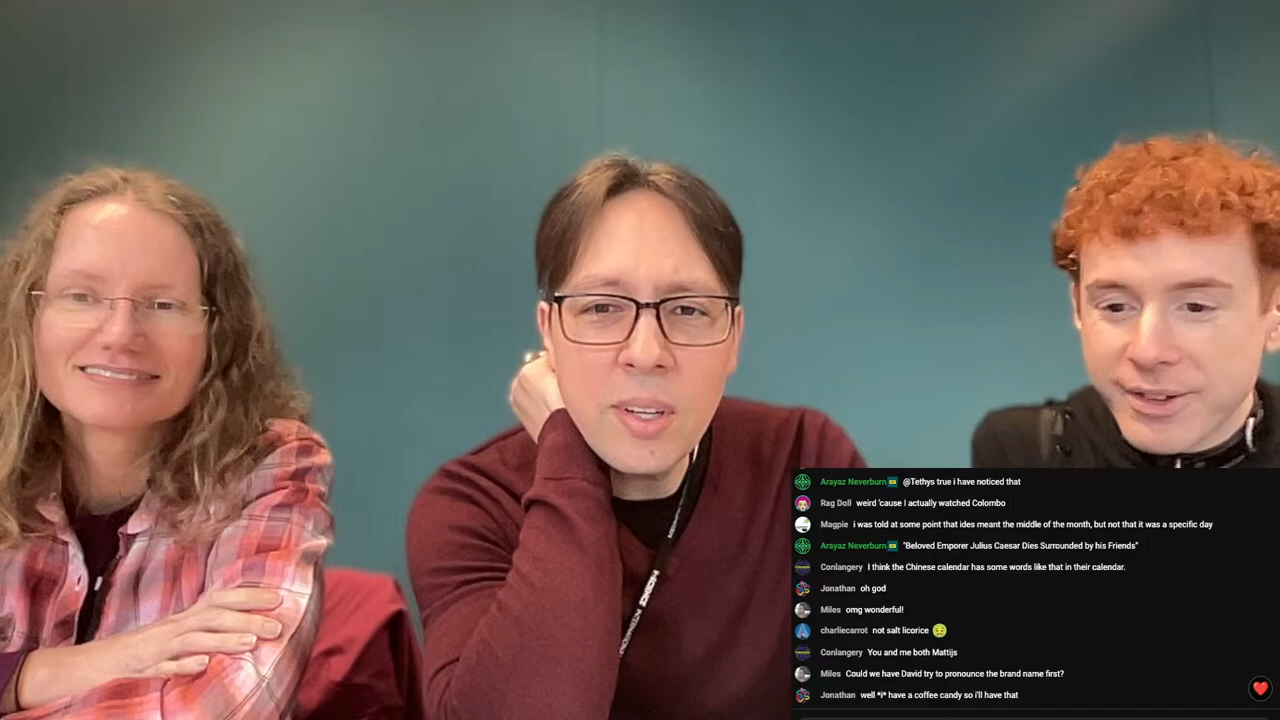 Arayaz Neverburn @Tethys true i have noticed that
Rag Doll weird 'cause I actually watched Colombo
Magpie i was told at some point that ides meant the middle of the month, but not that it was a specific day
Arayaz Neverburn "Beloved Emporer Julius Caesar Dies Surrounded by his Friends"
Conlangery I think the Chinese calendar has some words like that in their calendar.
Jonathan oh god
Miles omg wonderful!
charliecarrot not salt licorice 🤢
Conlangery You and me both Mattijs
Miles Could we have David try to pronounce the brand name first?
Jonathan well *i* have a coffee candy so i'll have that